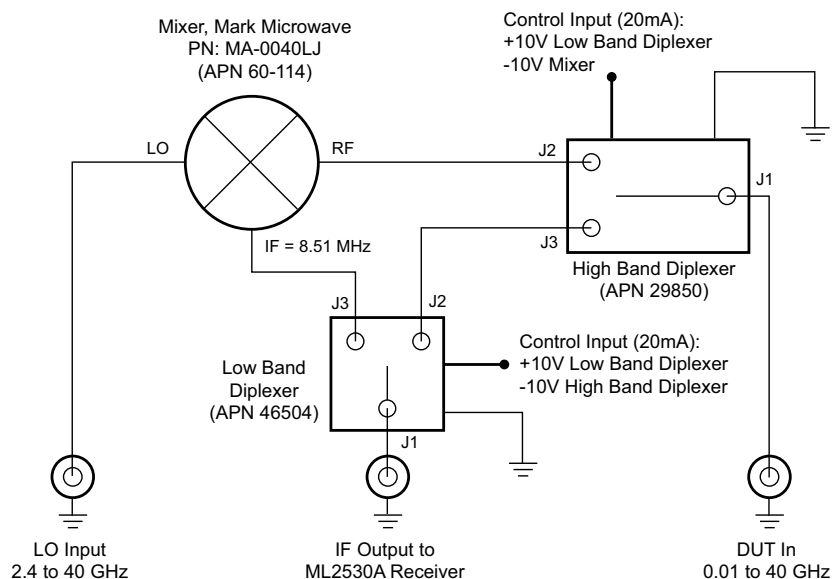 Mixer, Mark Microwave
PN: MA-0040LJ
(APN 60-114)
Control Input (20mA):
+10V Low Band Diplexer
-10V Mixer
LO
RF
J2
J1
J3
IF = 8.51 MHz
High Band Diplexer
(APN 29850)
J3
J2
Low Band
Diplexer
(APN 46504)
Control Input (20mA):
+10V Low Band Diplexer
-10V High Band Diplexer
J1
LO Input
2.4 to 40 GHz
IF Output to
ML2530A Receiver
DUT In
0.01 to 40 GHz